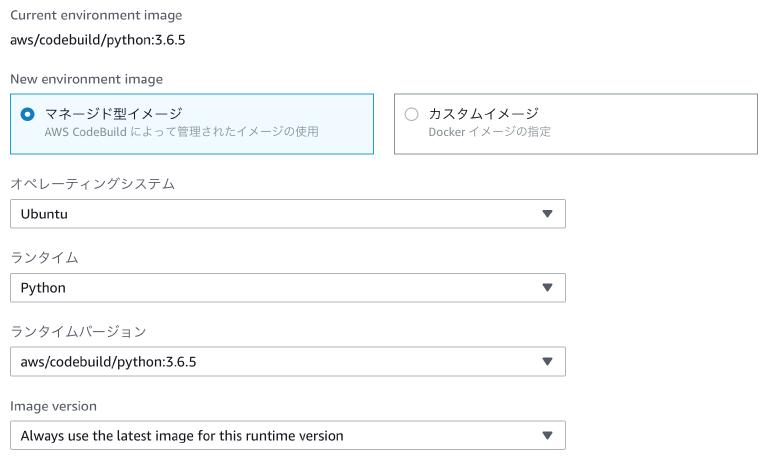 Current environment image
aws/codebuild/python:3.6.5
New environment image
マネージド型イメージ
AWS CodeBuild によって管理されたイメージの使用
カスタムイメージ
Docker イメージの指定
オペレーティングシステム
Ubuntu
ランタイム
Python
ランタイムバージョン
aws/codebuild/python:3.6.5
Image version
Always use the latest image for this runtime version